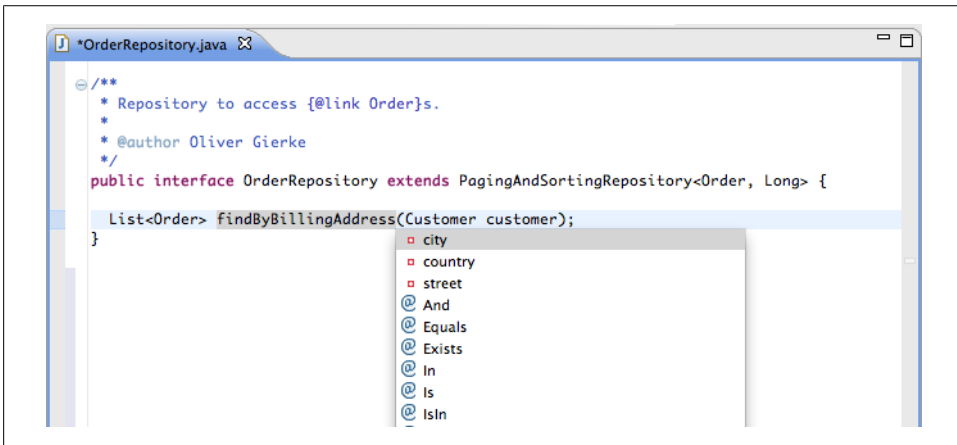 *OrderRepository.java
/**
* Repository to access {@link Order}s.
*
* @author Oliver Gierke
*/
public interface OrderRepository extends PagingAndSortingRepository<Order, Long> {
List<Order> findByBillingAddress(Customer customer);
}
city
country
street
@ And
@ Equals
@ Exists
@ In
@ Is
@ IsIn